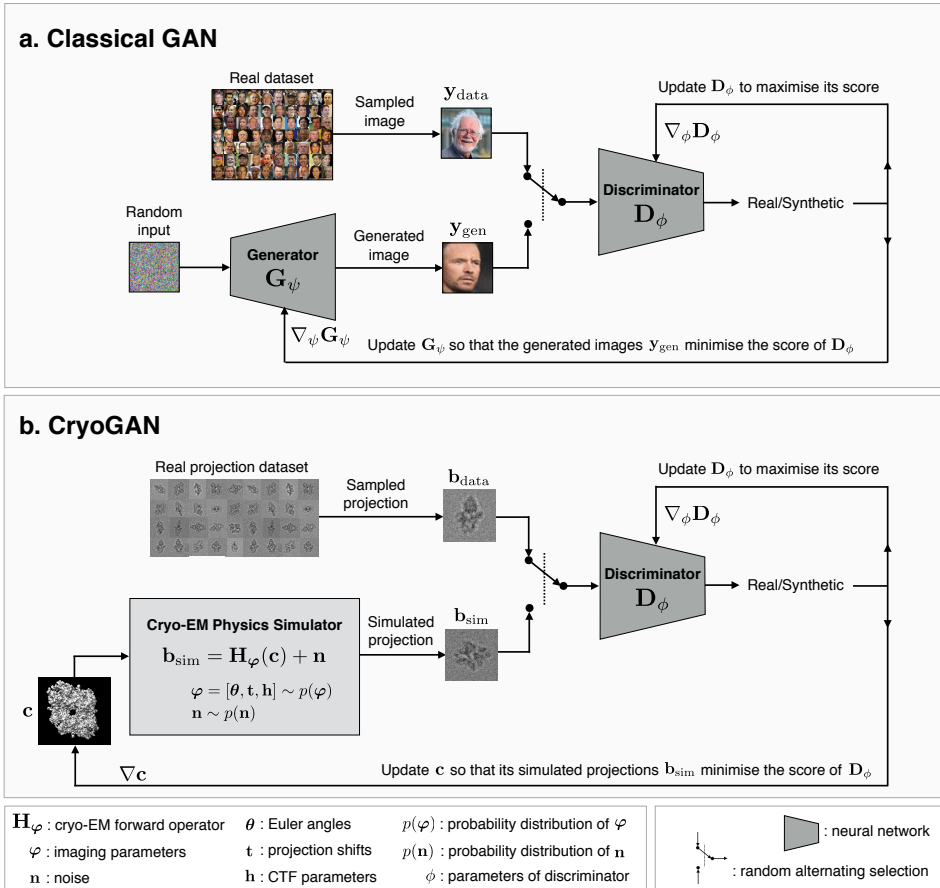 a. Classical GAN
Real dataset
Sampled
image
y_data
Update D_ϕ to maximise its score
∇_ϕ D_ϕ
Discriminator
D_ϕ
Real/Synthetic
Random
input
Generator
G_ψ
Generated
image
y_gen
∇_ψ G_ψ
Update G_ψ so that the generated images y_gen minimise the score of D_ϕ
b. CryoGAN
Real projection dataset
Sampled
projection
b_data
Update D_ϕ to maximise its score
∇_ϕ D_ϕ
Discriminator
D_ϕ
Real/Synthetic
Cryo-EM Physics Simulator
b_sim = H_φ(c) + n
φ = [θ, t, h] ∼ p(φ)
n ∼ p(n)
Simulated
projection
b_sim
c
∇c
Update c so that its simulated projections b_sim minimise the score of D_ϕ
H_φ : cryo-EM forward operator
φ : imaging parameters
n : noise
θ : Euler angles
t : projection shifts
h : CTF parameters
p(φ) : probability distribution of φ
p(n) : probability distribution of n
ϕ : parameters of discriminator
: neural network
: random alternating selection